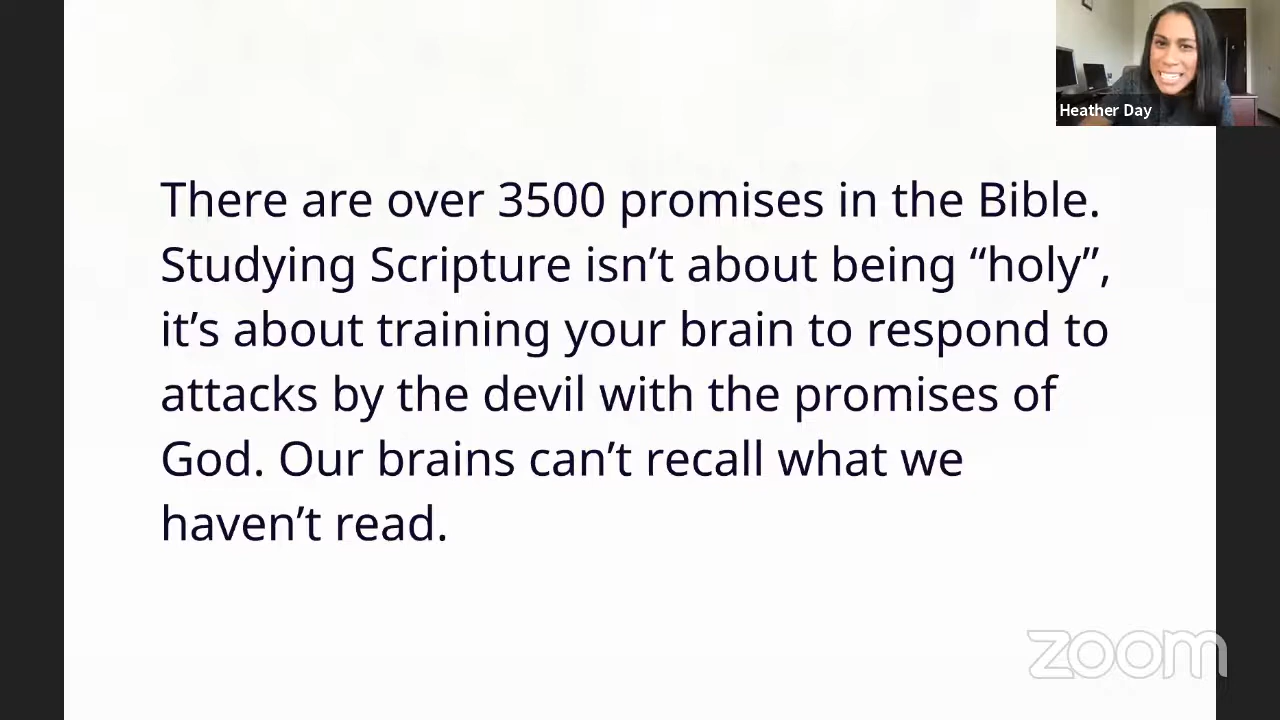 Heather Day
There are over 3500 promises in the Bible.
Studying Scripture isn’t about being “holy”,
it’s about training your brain to respond to
attacks by the devil with the promises of
God. Our brains can’t recall what we
haven’t read.
zoom